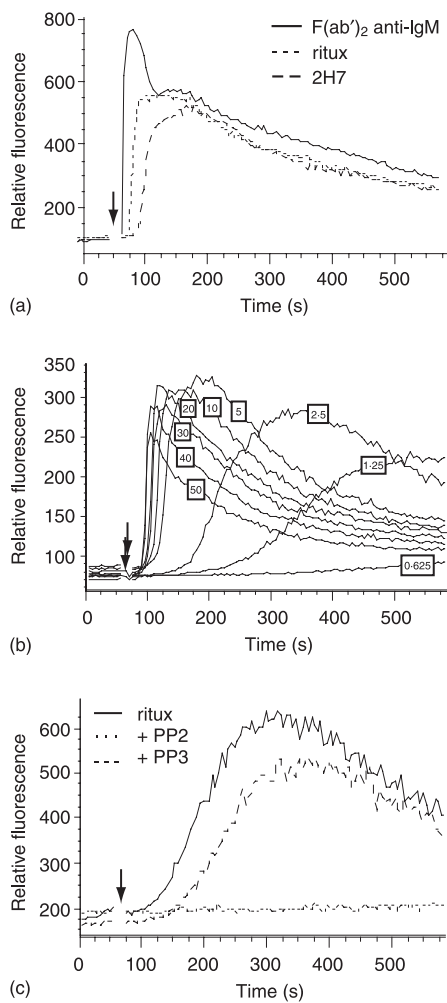 F(ab′)₂ anti-IgM
ritux
2H7
800
600
400
200
Relative fluorescence
0 100 200 300 400 500
Time (s)
(a)
350
300
250
200
150
100
Relative fluorescence
20
10
5
2·5
30
1·25
40
50
0·625
0 100 200 300 400 500
Time (s)
(b)
ritux
+ PP2
+ PP3
600
500
400
300
200
Relative fluorescence
0 100 200 300 400 500
Time (s)
(c)